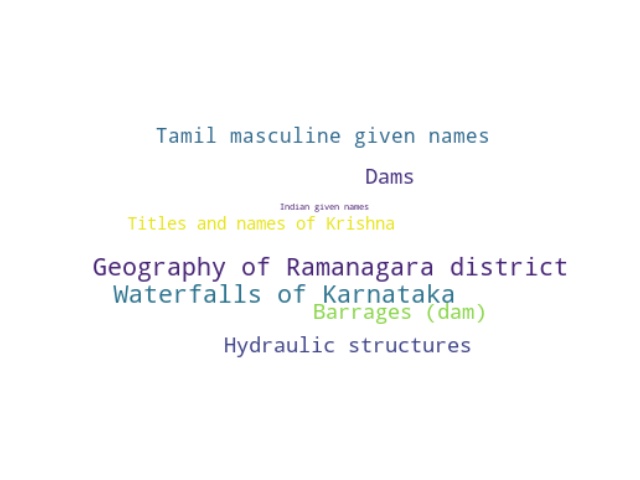 Tamil masculine given names
Dams
Indian given names
Titles and names of Krishna
Geography of Ramanagara district
Waterfalls of Karnataka
Barrages (dam)
Hydraulic structures